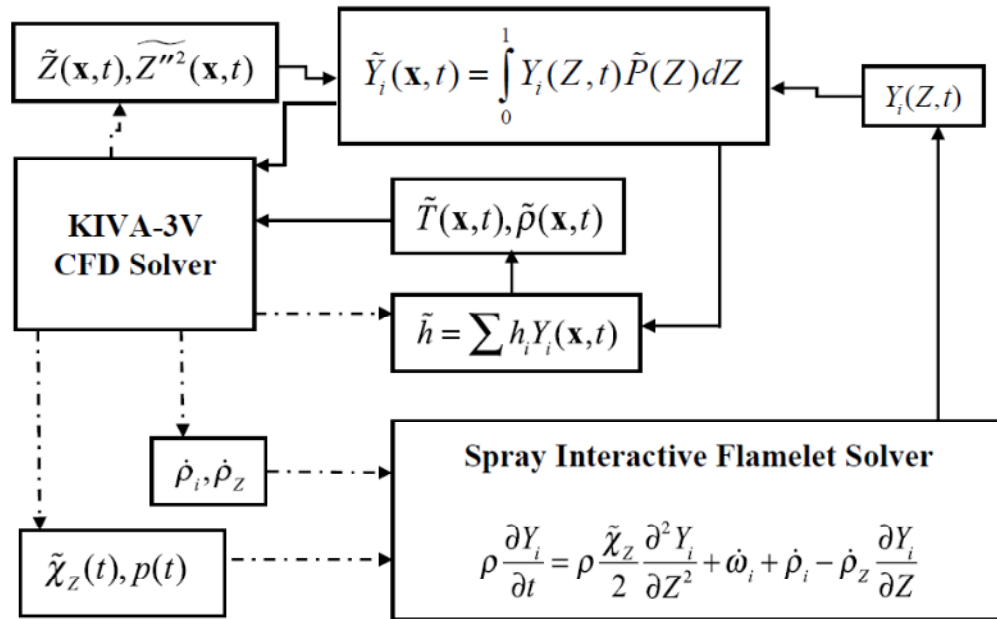 Z̃(x,t), Z″²~(x,t)
Ỹᵢ(x,t) = ∫₀¹ Yᵢ(Z,t)P̃(Z)dZ
Yᵢ(Z,t)
KIVA-3V
CFD Solver
T̃(x,t), ρ̃(x,t)
h̃ = ∑ hᵢYᵢ(x,t)
ρ̇ᵢ, ρ̇_Z
χ̃_Z(t), p(t)
Spray Interactive Flamelet Solver
ρ ∂Yᵢ/∂t = ρ χ̃_Z/2 ∂²Yᵢ/∂Z² + ω̇ᵢ + ρ̇ᵢ − ρ̇_Z ∂Yᵢ/∂Z